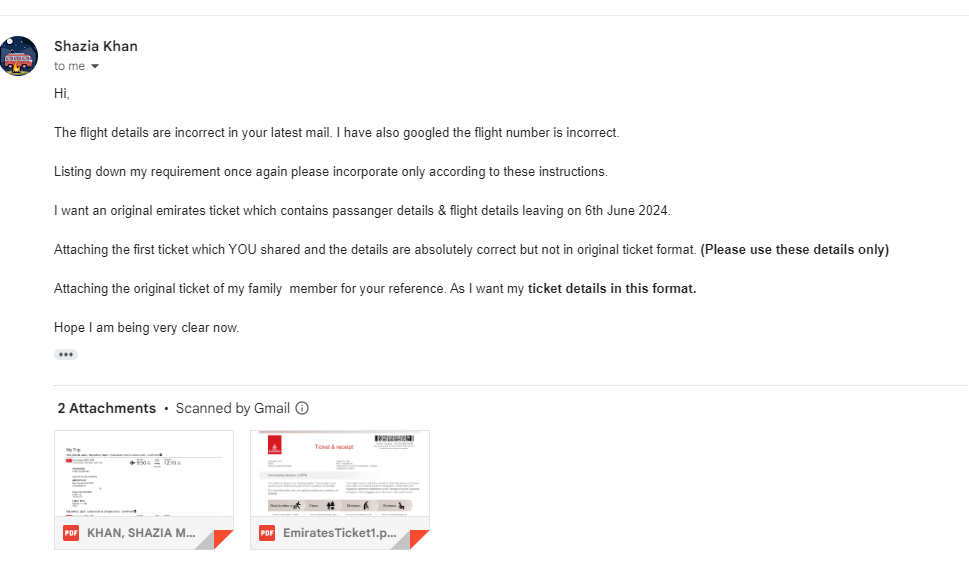 Shazia Khan
to me
Hi,
The flight details are incorrect in your latest mail. I have also googled the flight number is incorrect.
Listing down my requirement once again please incorporate only according to these instructions.
I want an original emirates ticket which contains passanger details & flight details leaving on 6th June 2024.
Attaching the first ticket which YOU shared and the details are absolutely correct but not in original ticket format. (Please use these details only)
Attaching the original ticket of my family member for your reference. As I want my ticket details in this format.
Hope I am being very clear now.
2 Attachments • Scanned by Gmail
My Trip
Ticket & receipt
PDF KHAN, SHAZIA M...
PDF EmiratesTicket1.p...